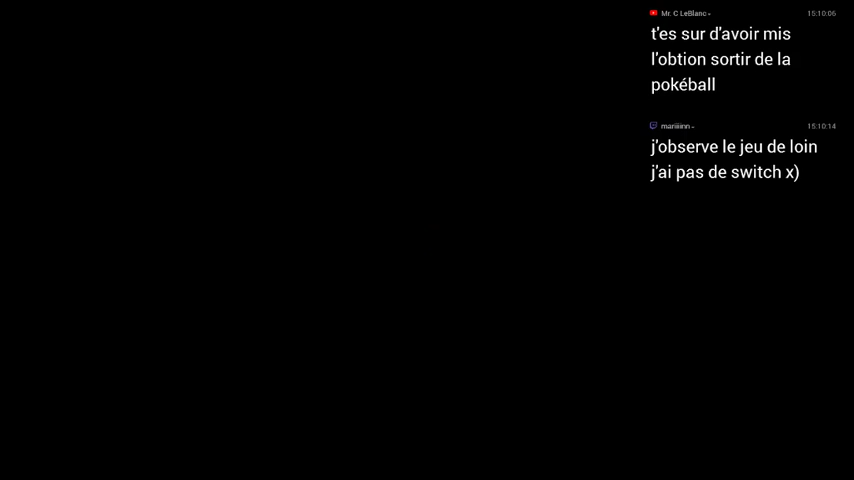 Mr. C LeBlanc 15:10:06
t'es sur d'avoir mis
l'obtion sortir de la
pokéball
mariiinn 15:10:14
j'observe le jeu de loin
j'ai pas de switch x)